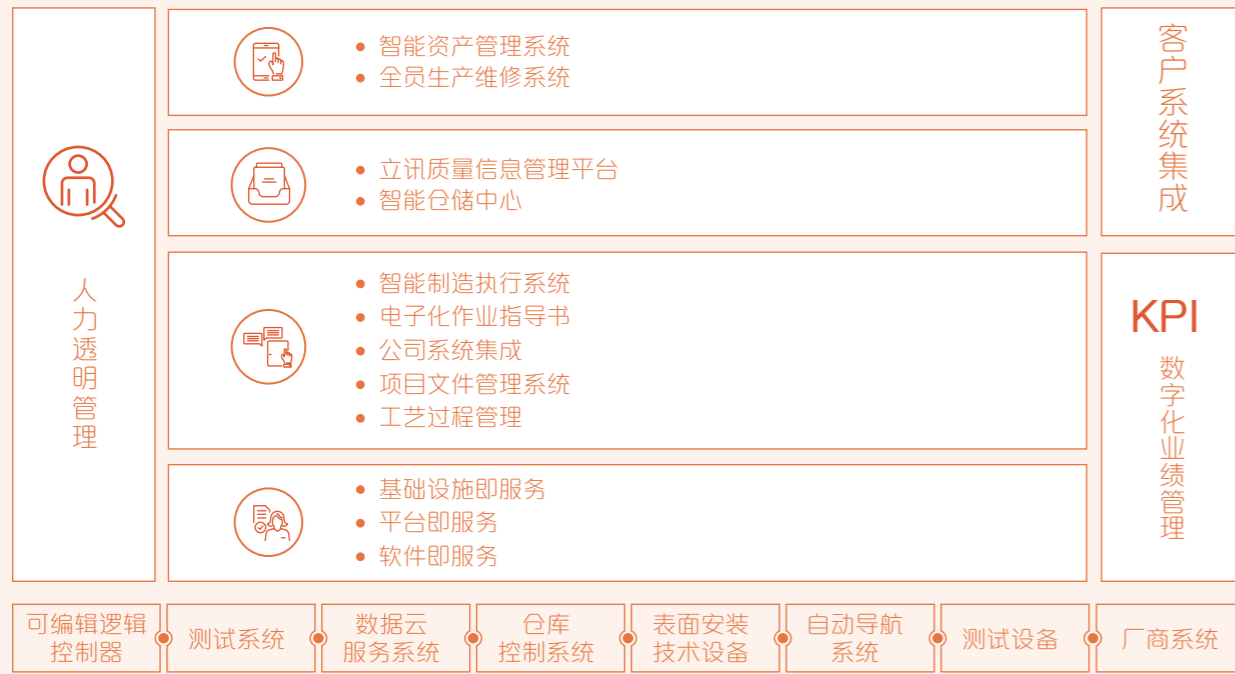 人力透明管理
智能资产管理系统
全员生产维修系统
立讯质量信息管理平台
智能仓储中心
智能制造执行系统
电子化作业指导书
公司系统集成
项目文件管理系统
工艺过程管理
基础设施即服务
平台即服务
软件即服务
客户系统集成
KPI
数字化业绩管理
可编辑逻辑
控制器
测试系统
数据云
服务系统
仓库
控制系统
表面安装
技术设备
自动导航
系统
测试设备
厂商系统